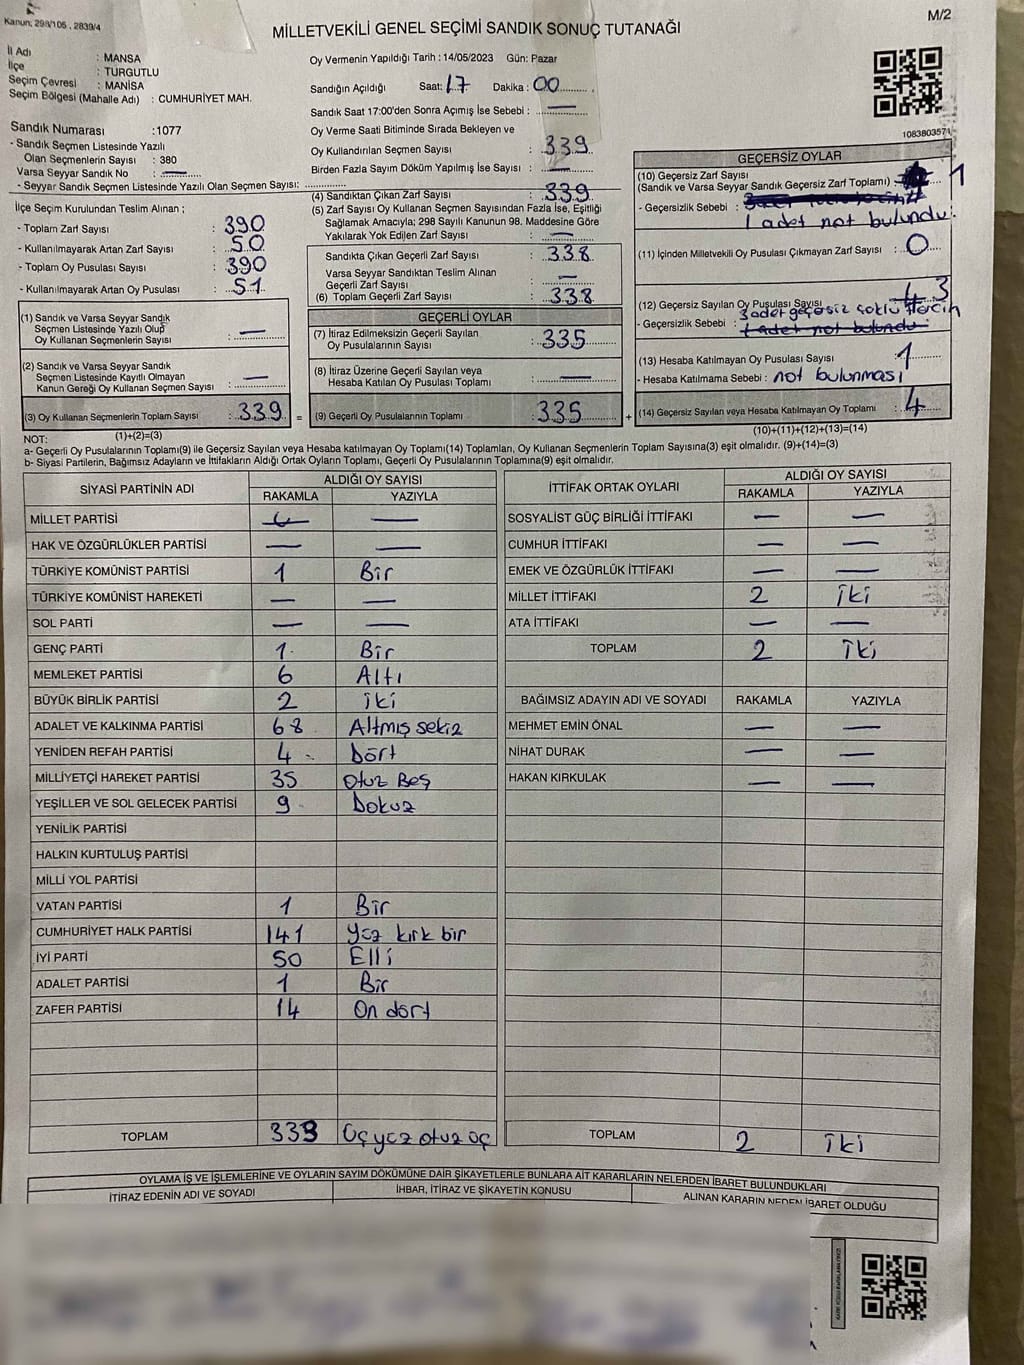 Kanun; 298/105 , 2839/4
MİLLETVEKİLİ GENEL SEÇİMİ SANDIK SONUÇ TUTANAĞI
M/2
İl Adı : MANSA
İlçe : TURGUTLU
Seçim Çevresi : MANİSA
Seçim Bölgesi (Mahalle Adı) : CUMHURİYET MAH.
Sandık Numarası :1077
- Sandık Seçmen Listesinde Yazılı
Olan Seçmenlerin Sayısı : 380
Varsa Seyyar Sandık No : —
- Seyyar Sandık Seçmen Listesinde Yazılı Olan Seçmen Sayısı: ..............
Oy Vermenin Yapıldığı Tarih : 14/05/2023 Gün: Pazar
Sandığın Açıldığı Saat: 17 Dakika : 00
Sandık Saat 17:00'den Sonra Açımış İse Sebebi : —
Oy Verme Saati Bitiminde Sırada Bekleyen ve
Oy Kullandırılan Seçmen Sayısı : 339
Birden Fazla Sayım Döküm Yapılmış İse Sayısı : —
(4) Sandıktan Çıkan Zarf Sayısı : 339
(5) Zarf Sayısı Oy Kullanan Seçmen Sayısından Fazla İse, Eşitliği
Sağlamak Amacıyla; 298 Sayılı Kanunun 98. Maddesine Göre
Yakılarak Yok Edilen Zarf Sayısı : —
1083803571
İlçe Seçim Kurulundan Teslim Alınan ;
- Toplam Zarf Sayısı : 390
- Kullanılmayarak Artan Zarf Sayısı : 50
- Toplam Oy Pusulası Sayısı : 390
- Kullanılmayarak Artan Oy Pusulası : 51
Sandıkta Çıkan Geçerli Zarf Sayısı : 338
Varsa Seyyar Sandıktan Teslim Alınan
Geçerli Zarf Sayısı : —
(6) Toplam Geçerli Zarf Sayısı : 338
GEÇERSİZ OYLAR
(10) Geçersiz Zarf Sayısı
(Sandık ve Varsa Seyyar Sandık Geçersiz Zarf Toplamı) : 1
- Geçersizlik Sebebi :
1 adet not bulundu.
(11) İçinden Milletvekili Oy Pusulası Çıkmayan Zarf Sayısı : 0
(12) Geçersiz Sayılan Oy Pusulası Sayısı : 4 3
- Geçersizlik Sebebi : 3 adet geçersiz çoklu tercih
1 adet not bulundu
(13) Hesaba Katılmayan Oy Pusulası Sayısı : 1
- Hesaba Katılmama Sebebi : not bulunması
(14) Geçersiz Sayılan veya Hesaba Katılmayan Oy Toplamı : 4
(10)+(11)+(12)+(13)=(14)
(1) Sandık ve Varsa Seyyar Sandık
Seçmen Listesinde Yazılı Olup
Oy Kullanan Seçmenlerin Sayısı : —
(2) Sandık ve Varsa Seyyar Sandık
Seçmen Listesinde Kayıtlı Olmayan
Kanun Gereği Oy Kullanan Seçmen Sayısı : —
(3) Oy Kullanan Seçmenlerin Toplam Sayısı : 339 =
(1)+(2)=(3)
GEÇERLİ OYLAR
(7) İtiraz Edilmeksizin Geçerli Sayılan
Oy Pusulalarının Sayısı : 335
(8) İtiraz Üzerine Geçerli Sayılan veya
Hesaba Katılan Oy Pusulası Toplamı : —
(9) Geçerli Oy Pusulalarının Toplamı : 335 +
NOT:
a- Geçerli Oy Pusulalarının Toplamı(9) ile Geçersiz Sayılan veya Hesaba katılmayan Oy Toplamı(14) Toplamları, Oy Kullanan Seçmenlerin Toplam Sayısına(3) eşit olmalıdır. (9)+(14)=(3)
b- Siyasi Partilerin, Bağımsız Adayların ve İttifakların Aldığı Ortak Oyların Toplamı, Geçerli Oy Pusulalarının Toplamına(9) eşit olmalıdır.
SİYASİ PARTİNİN ADI ALDIĞI OY SAYISI
RAKAMLA YAZIYLA
MİLLET PARTİSİ — —
HAK VE ÖZGÜRLÜKLER PARTİSİ — —
TÜRKİYE KOMÜNİST PARTİSİ 1 Bir
TÜRKİYE KOMÜNİST HAREKETİ — —
SOL PARTİ — —
GENÇ PARTİ 1 Bir
MEMLEKET PARTİSİ 6 Altı
BÜYÜK BİRLİK PARTİSİ 2 iki
ADALET VE KALKINMA PARTİSİ 68 Altmış sekiz
YENİDEN REFAH PARTİSİ 4 Dört
MİLLİYETÇİ HAREKET PARTİSİ 35 Otuz Beş
YEŞİLLER VE SOL GELECEK PARTİSİ 9 Dokuz
YENİLİK PARTİSİ
HALKIN KURTULUŞ PARTİSİ
MİLLİ YOL PARTİSİ
VATAN PARTİSİ 1 Bir
CUMHURİYET HALK PARTİSİ 141 Yüz kırk bir
İYİ PARTİ 50 Elli
ADALET PARTİSİ 1 Bir
ZAFER PARTİSİ 14 On dört
TOPLAM 333 Üçyüz otuz üç
İTTİFAK ORTAK OYLARI ALDIĞI OY SAYISI
RAKAMLA YAZIYLA
SOSYALİST GÜÇ BİRLİĞİ İTTİFAKI — —
CUMHUR İTTİFAKI — —
EMEK VE ÖZGÜRLÜK İTTİFAKI — —
MİLLET İTTİFAKI 2 iki
ATA İTTİFAKI — —
TOPLAM 2 iki
BAĞIMSIZ ADAYIN ADI VE SOYADI RAKAMLA YAZIYLA
MEHMET EMİN ÖNAL — —
NİHAT DURAK — —
HAKAN KIRKULAK — —
TOPLAM 2 iki
OYLAMA İŞ VE İŞLEMLERİNE VE OYLARIN SAYIM DÖKÜMÜNE DAİR ŞİKAYETLERLE BUNLARA AİT KARARLARIN NELERDEN İBARET BULUNDUKLARI
İTİRAZ EDENİN ADI VE SOYADI İHBAR, İTİRAZ VE ŞİKAYETİN KONUSU ALINAN KARARIN NEDEN İBARET OLDUĞU